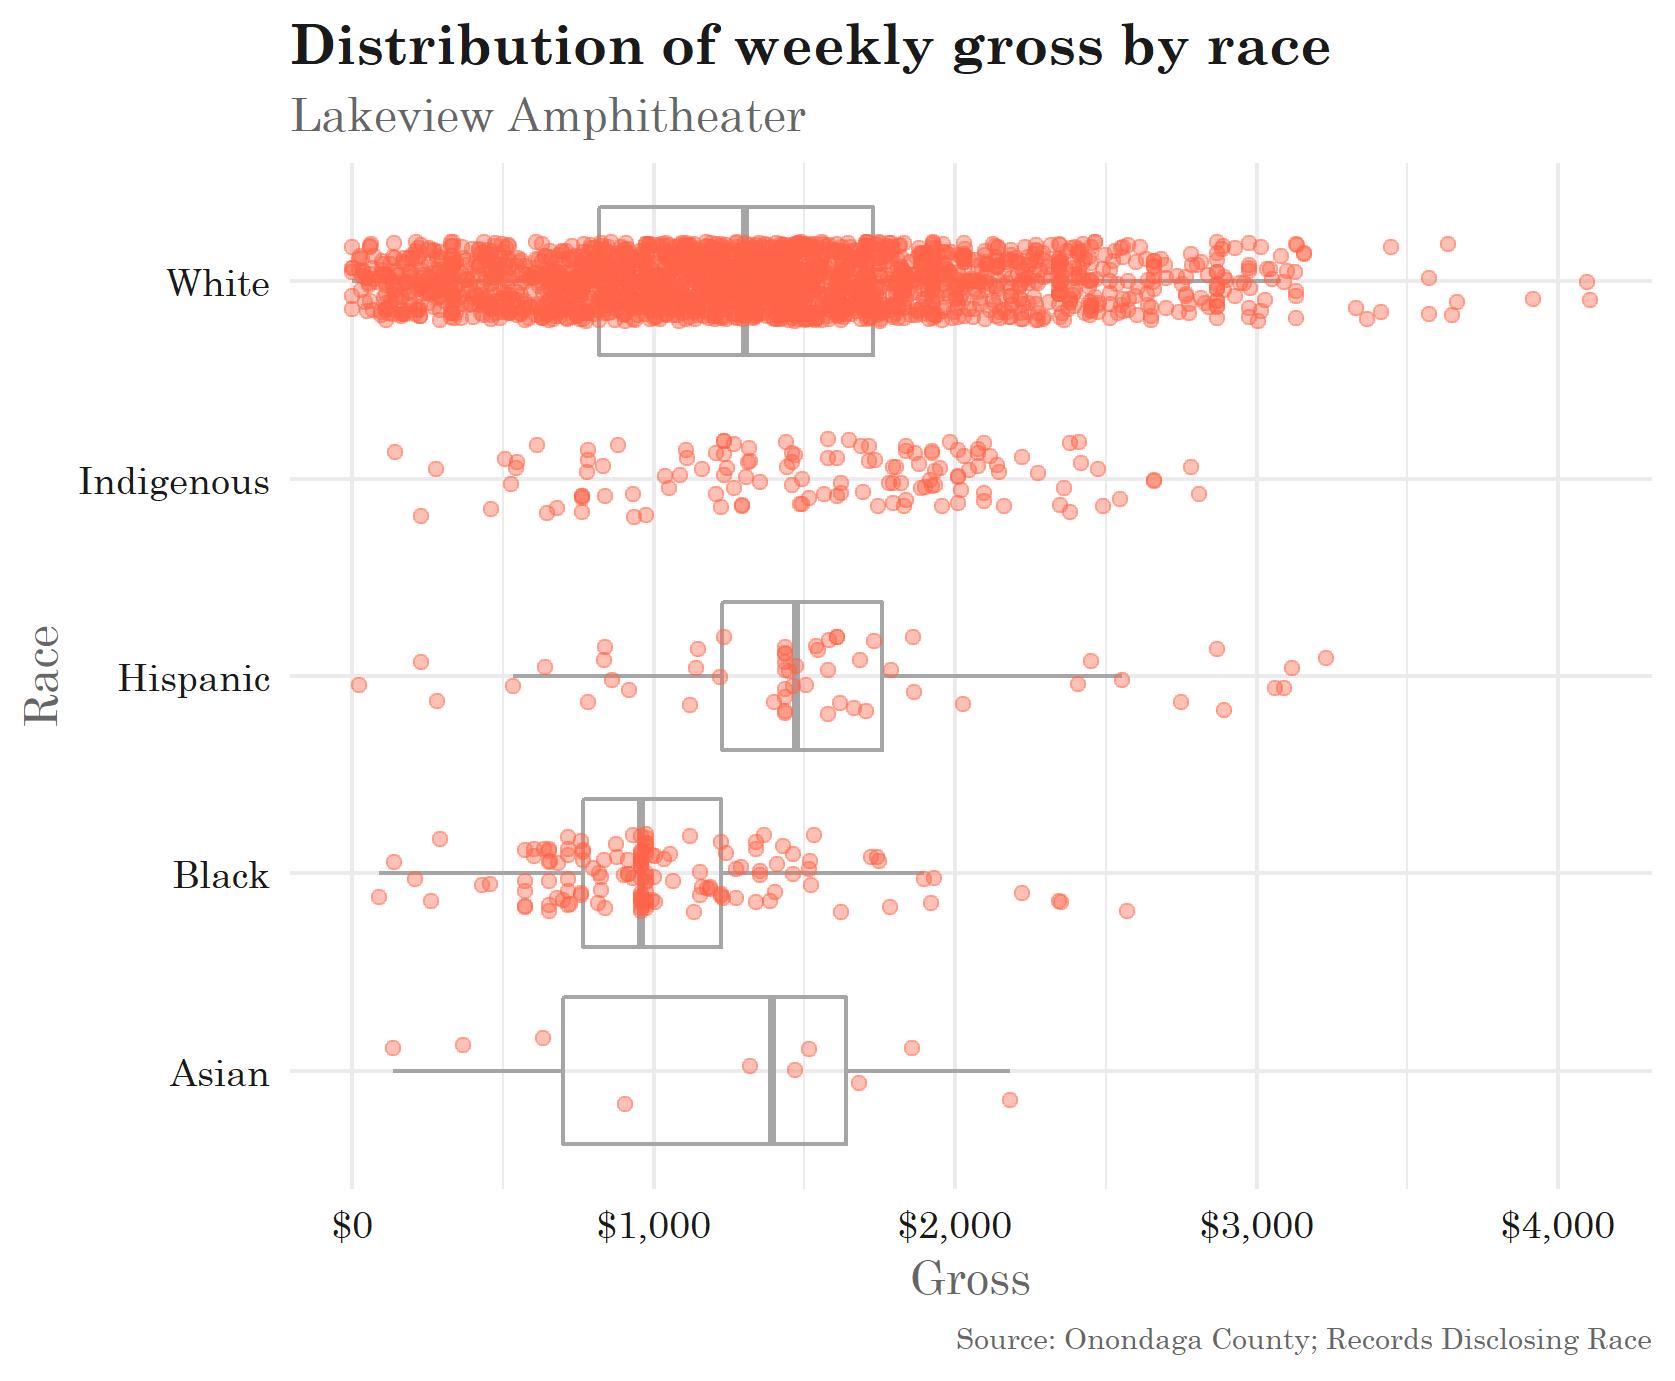 Distribution of weekly gross by race
Lakeview Amphitheater
White
Indigenous
Hispanic
Black
Asian
Race
$0 $1,000 $2,000 $3,000 $4,000
Gross
Source: Onondaga County; Records Disclosing Race